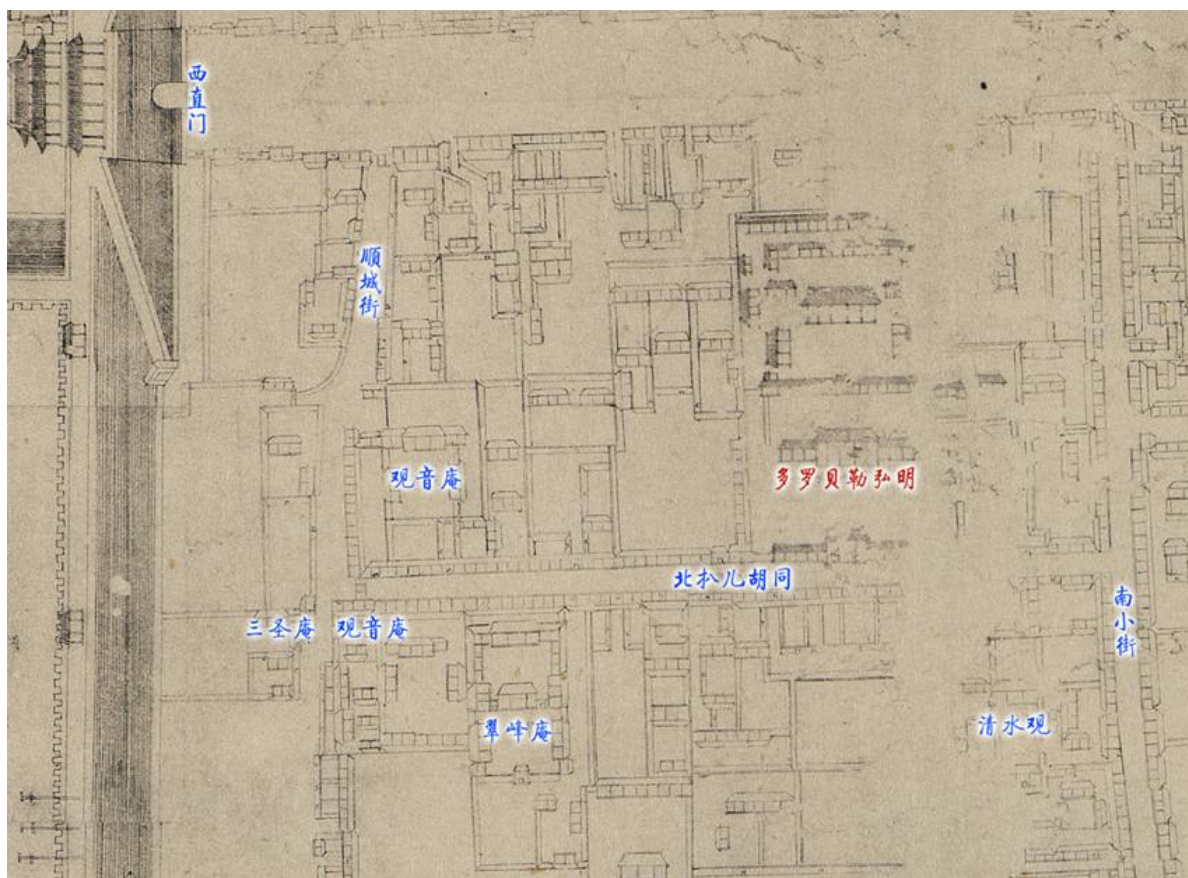 西直门
顺城街
观音庵
多罗贝勒弘明
北扒儿胡同
南小街
三圣庵
观音庵
翠峰庵
清水观